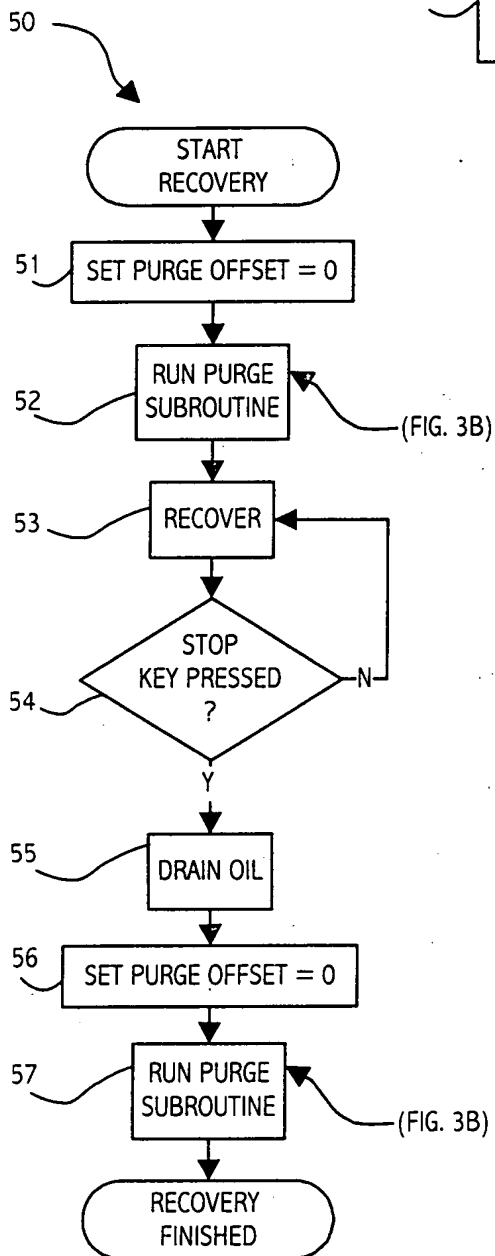 50
START
RECOVERY
51
SET PURGE OFFSET = 0
52
RUN PURGE
SUBROUTINE
(FIG. 3B)
53
RECOVER
54
STOP
KEY PRESSED
?
N
Y
55
DRAIN OIL
56
SET PURGE OFFSET = 0
57
RUN PURGE
SUBROUTINE
(FIG. 3B)
RECOVERY
FINISHED